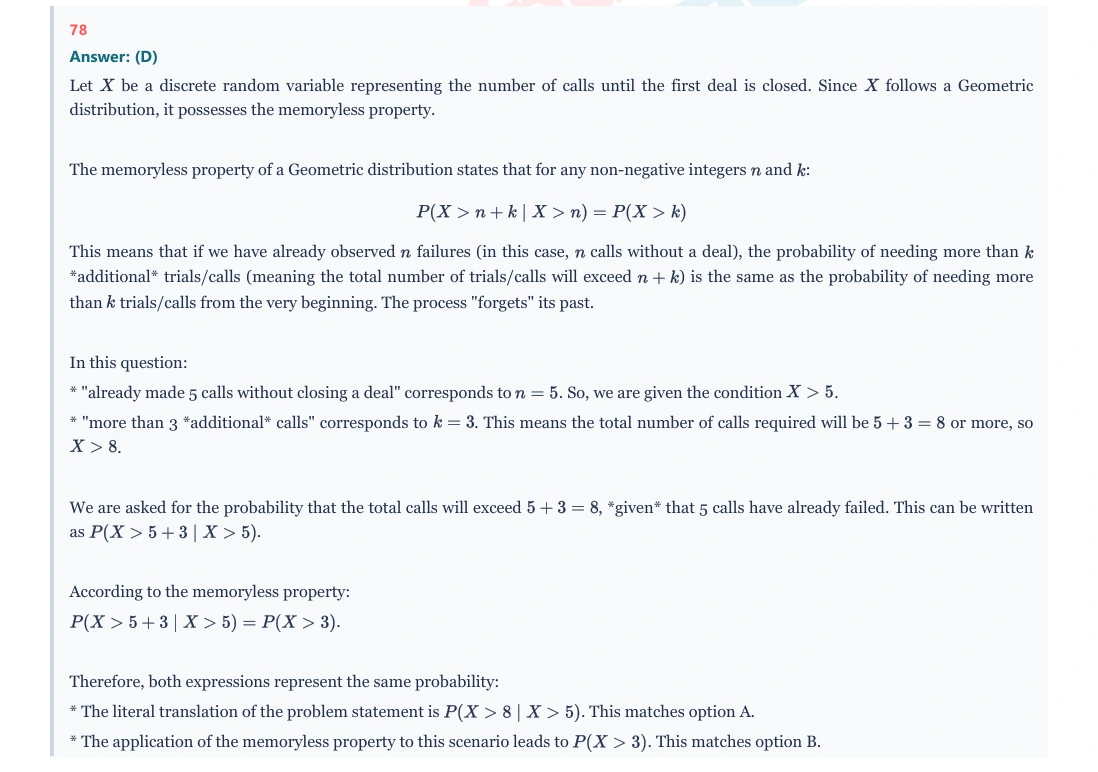 78
Answer: (D)
Let X be a discrete random variable representing the number of calls until the first deal is closed. Since X follows a Geometric
distribution, it possesses the memoryless property.
The memoryless property of a Geometric distribution states that for any non-negative integers n and k:
P(X > n + k | X > n) = P(X > k)
This means that if we have already observed n failures (in this case, n calls without a deal), the probability of needing more than k
*additional* trials/calls (meaning the total number of trials/calls will exceed n + k) is the same as the probability of needing more
than k trials/calls from the very beginning. The process "forgets" its past.
In this question:
* "already made 5 calls without closing a deal" corresponds to n = 5. So, we are given the condition X > 5.
* "more than 3 *additional* calls" corresponds to k = 3. This means the total number of calls required will be 5 + 3 = 8 or more, so
X > 8.
We are asked for the probability that the total calls will exceed 5 + 3 = 8, *given* that 5 calls have already failed. This can be written
as P(X > 5 + 3 | X > 5).
According to the memoryless property:
P(X > 5 + 3 | X > 5) = P(X > 3).
Therefore, both expressions represent the same probability:
* The literal translation of the problem statement is P(X > 8 | X > 5). This matches option A.
* The application of the memoryless property to this scenario leads to P(X > 3). This matches option B.